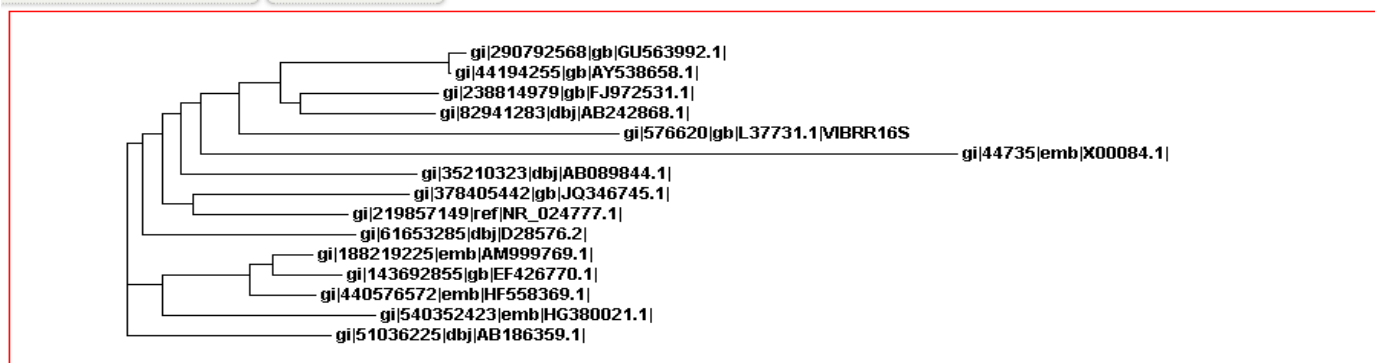 gi|290792568|gb|GU563992.1|
gi|44194255|gb|AY538658.1|
gi|238814979|gb|FJ972531.1|
gi|82941283|dbj|AB242868.1|
gi|576620|gb|L37731.1|VIBRR16S
gi|44735|emb|X00084.1|
gi|35210323|dbj|AB089844.1|
gi|378405442|gb|JQ346745.1|
gi|219857149|ref|NR_024777.1|
gi|61653285|dbj|D28576.2|
gi|188219225|emb|AM999769.1|
gi|143692855|gb|EF426770.1|
gi|440576572|emb|HF558369.1|
gi|540352423|emb|HG380021.1|
gi|51036225|dbj|AB186359.1|